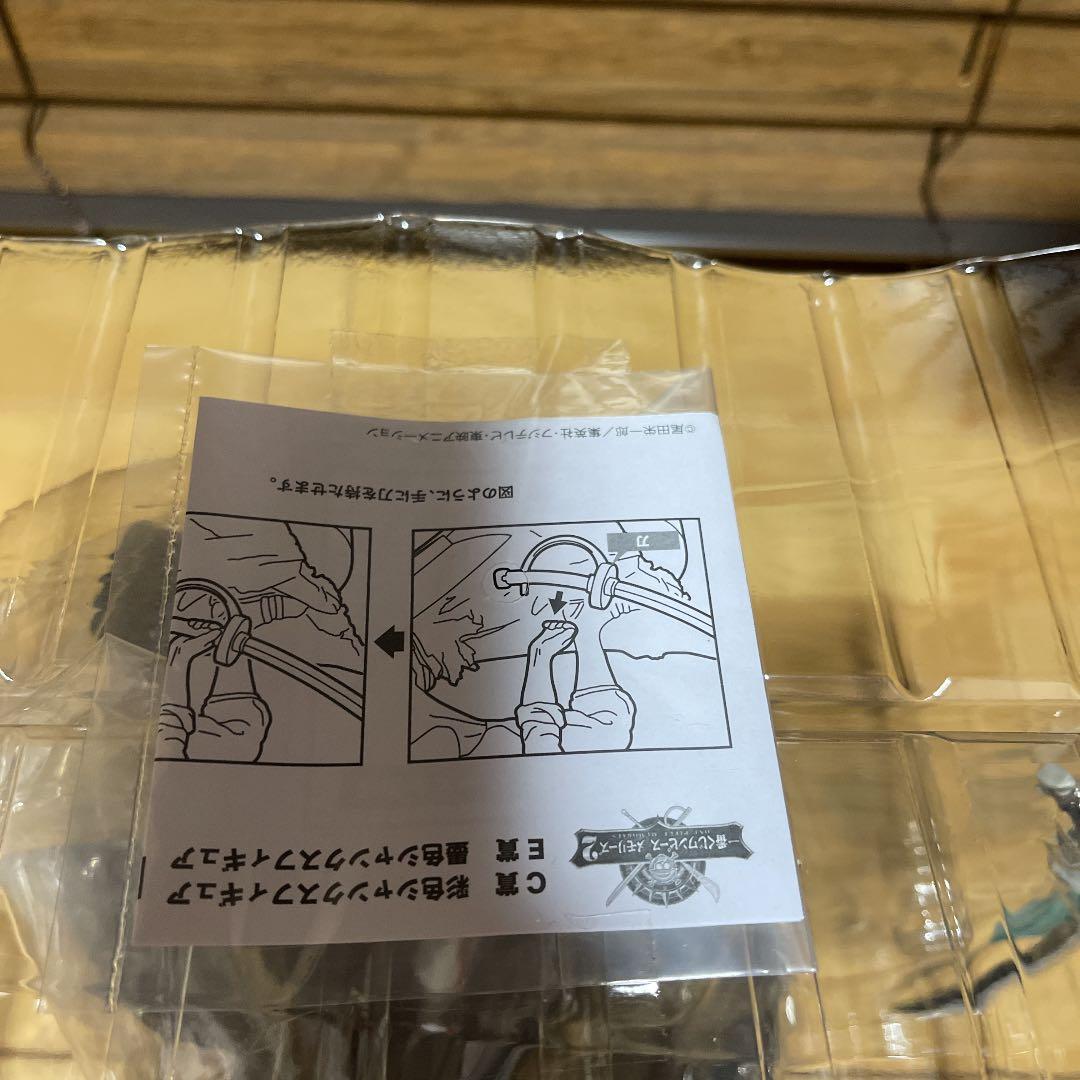 一番くじワンピース メモリーズ2
ONE PIECE MEMORIES
C賞 彩色シャンクスフィギュア
E賞 墨色シャンクスフィギュア
刀
図のように、手に刀を持たせます。
©尾田栄一郎／集英社・フジテレビ・東映アニメーション